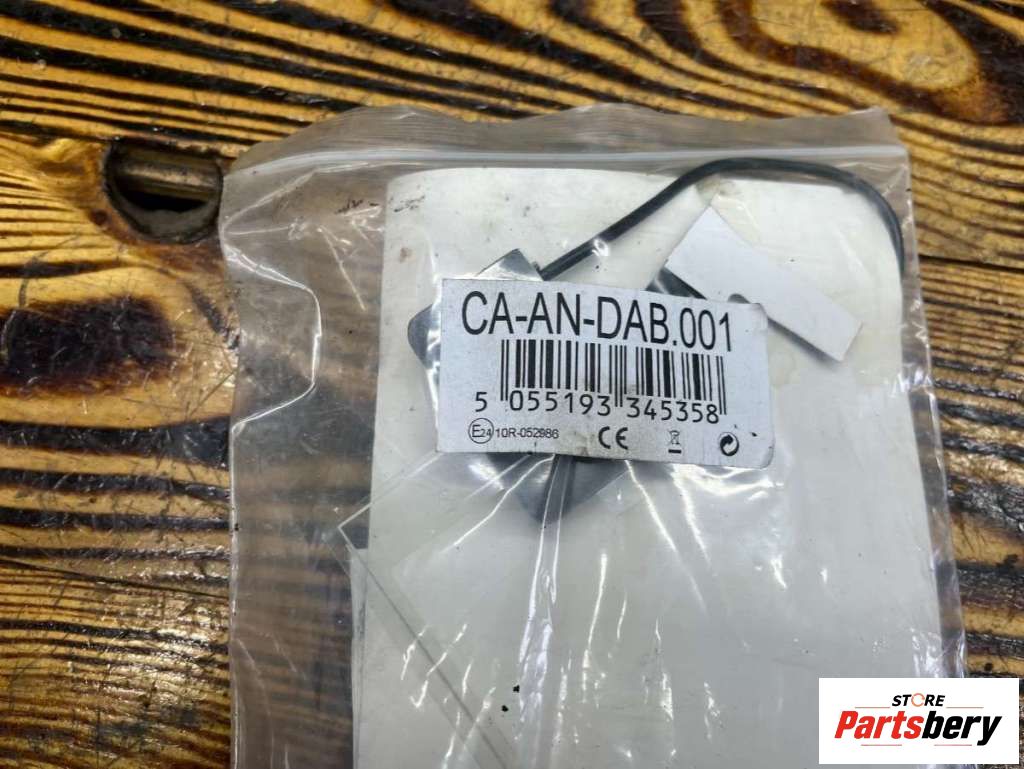 CA-AN-DAB.001
5 055193 345358
E24 10R-052986 CE
STORE
Partsbery